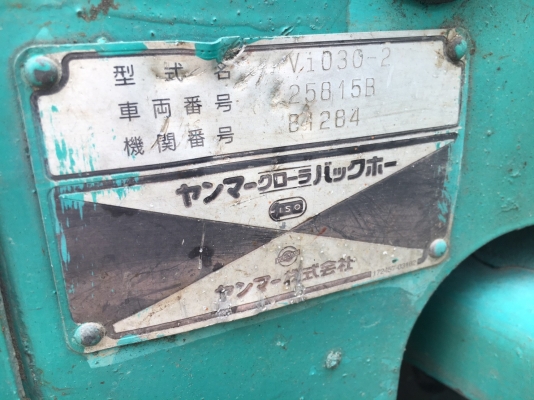 型式名 ViO30-2
車両番号 25815B
機関番号 B4284
ヤンマークローラバックホー
ISO
ヤンマー株式会社